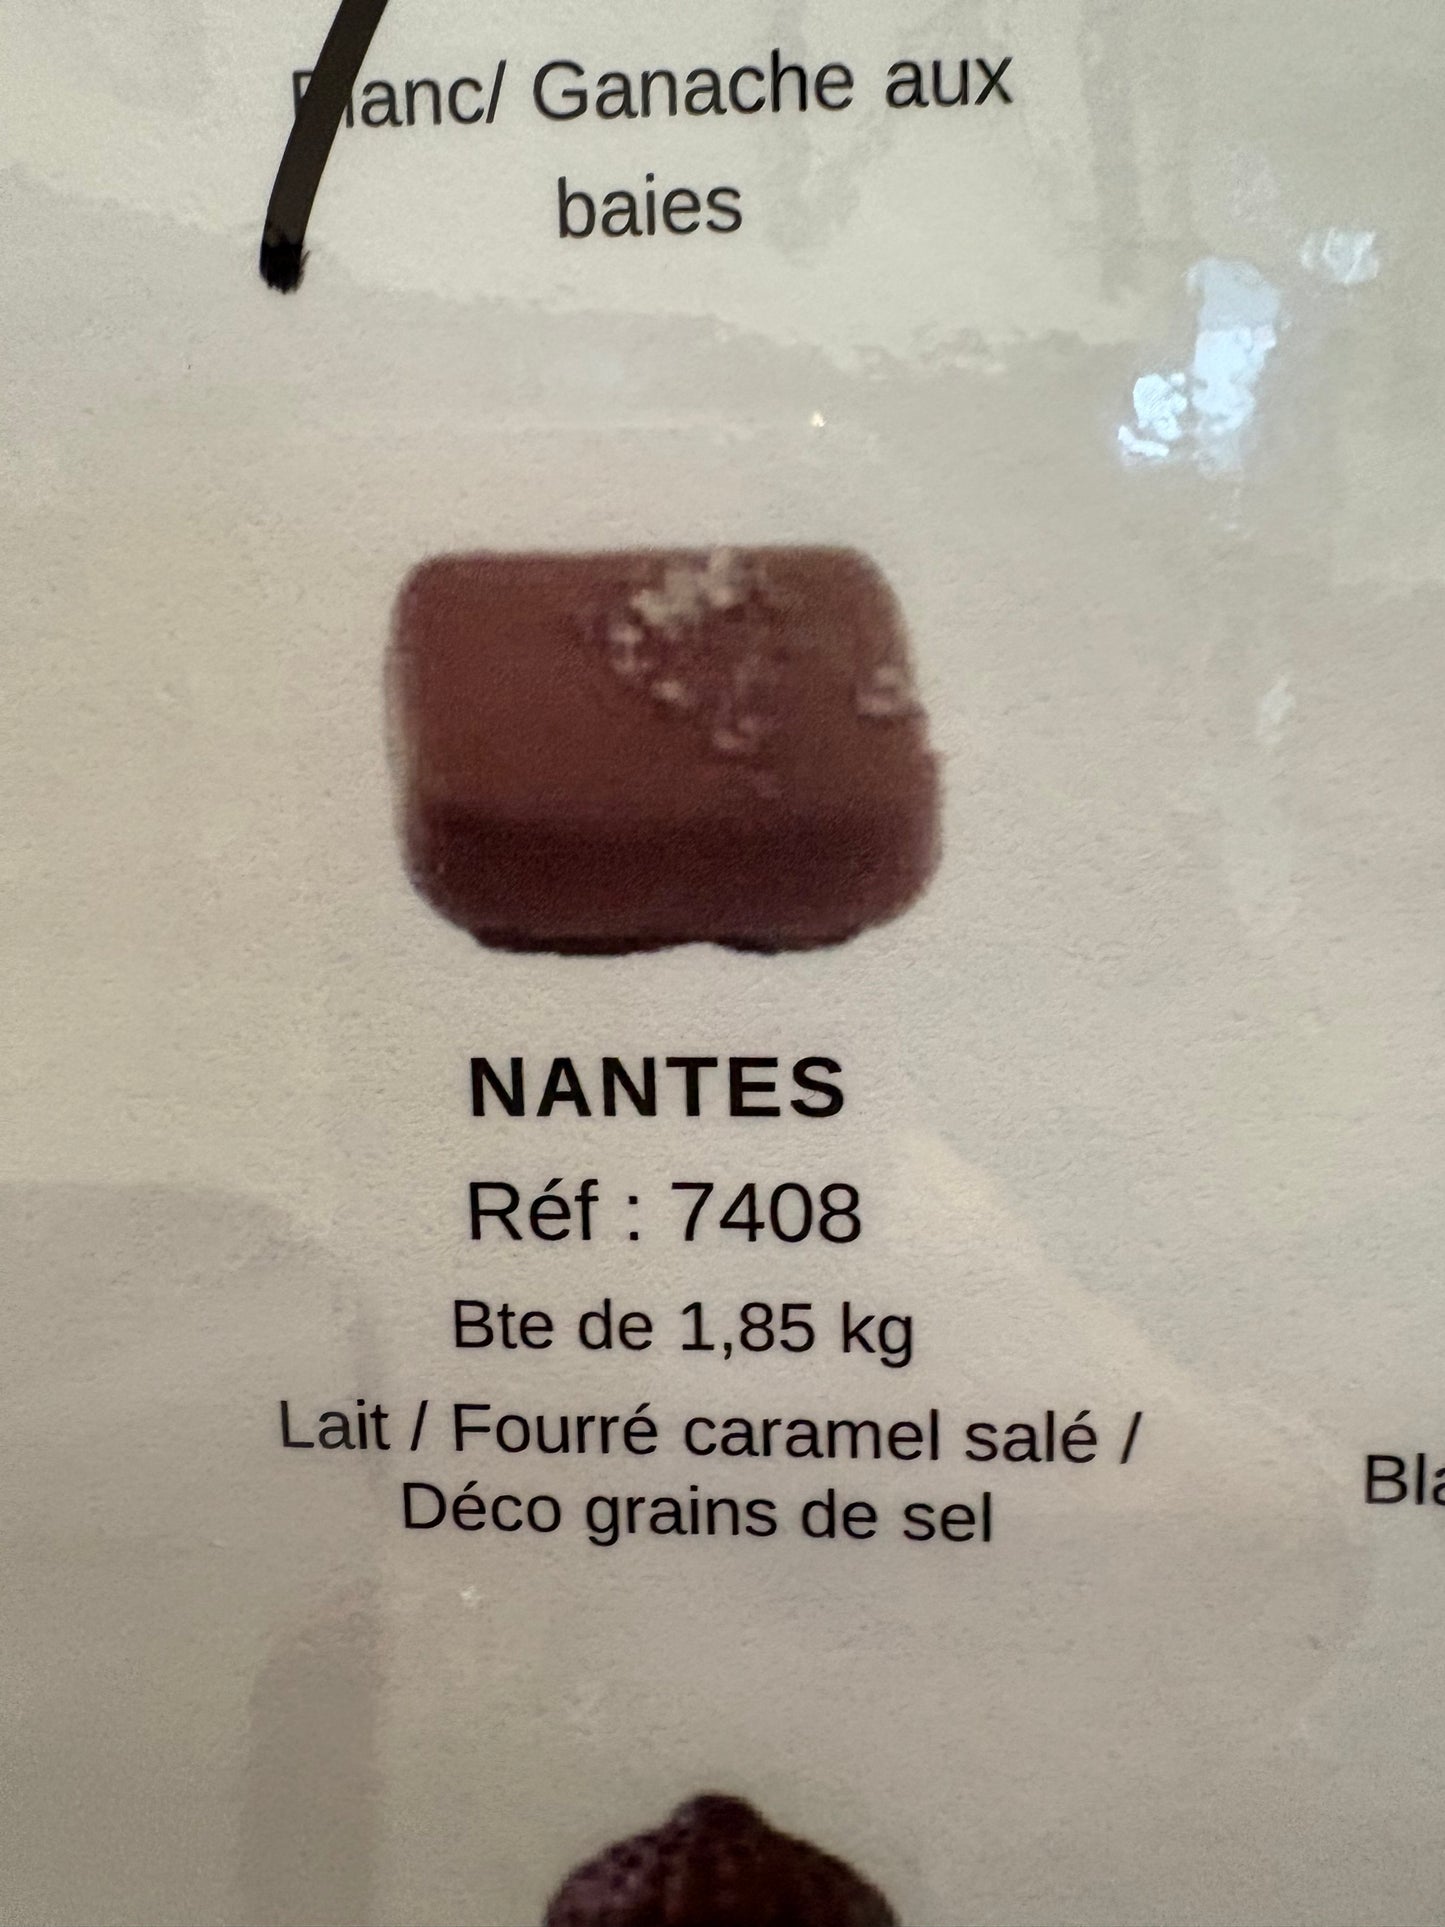 Blanc/ Ganache aux
baies
NANTES
Réf : 7408
Bte de 1,85 kg
Lait / Fourré caramel salé /
Déco grains de sel